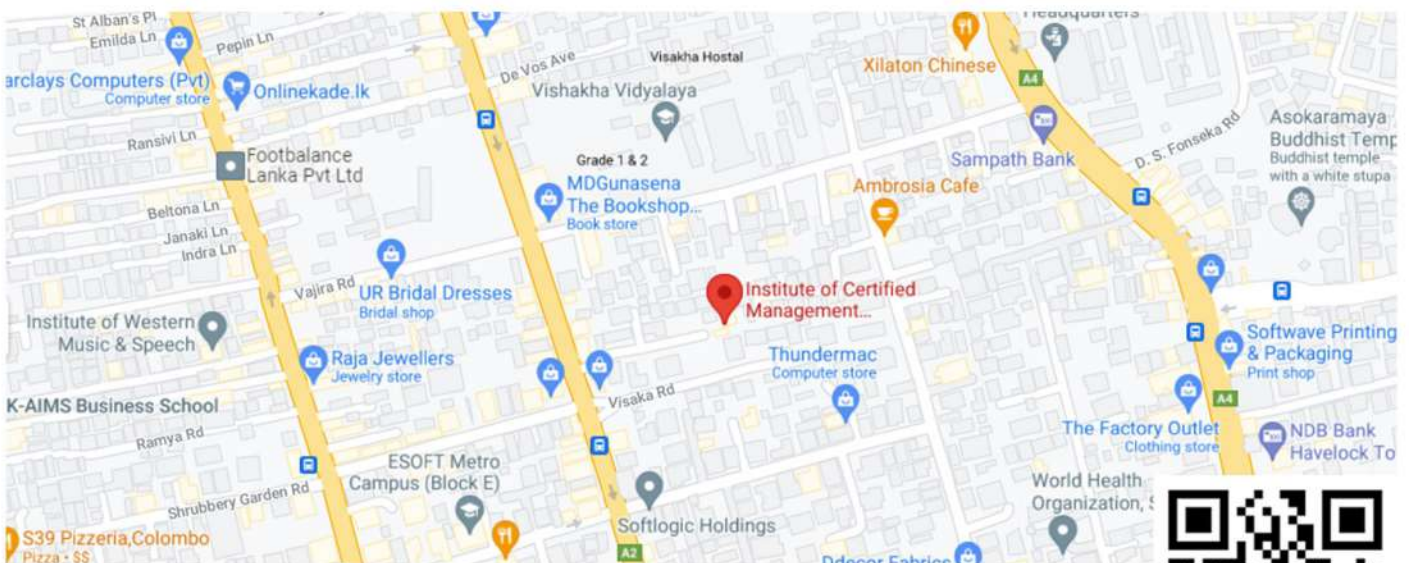 St Alban's Pl
Emilda Ln
Pepin Ln
De Vos Ave
Visakha Hostal
Xilaton Chinese
Headquarters
A4
arclays Computers (Pvt)
Computer store
Onlinekade.lk
Vishakha Vidyalaya
Ransivi Ln
Footbalance
Lanka Pvt Ltd
Grade 1 & 2
MDGunasena
The Bookshop...
Book store
Sampath Bank
Ambrosia Cafe
D. S. Fonseka Rd
Asokaramaya
Buddhist Temp
Buddhist temple
with a white stupa
Beltona Ln
Janaki Ln
Indra Ln
Vajira Rd
UR Bridal Dresses
Bridal shop
Institute of Certified
Management...
Institute of Western
Music & Speech
Raja Jewellers
Jewelry store
Thundermac
Computer store
Softwave Printing
& Packaging
Print shop
Visaka Rd
A4
K-AIMS Business School
Ramya Rd
The Factory Outlet
Clothing store
NDB Bank
Havelock To
ESOFT Metro
Campus (Block E)
Shrubbery Garden Rd
World Health
Organization, S
Softlogic Holdings
S39 Pizzeria,Colombo
Pizza • $$
A2
Ddecor Fabrics